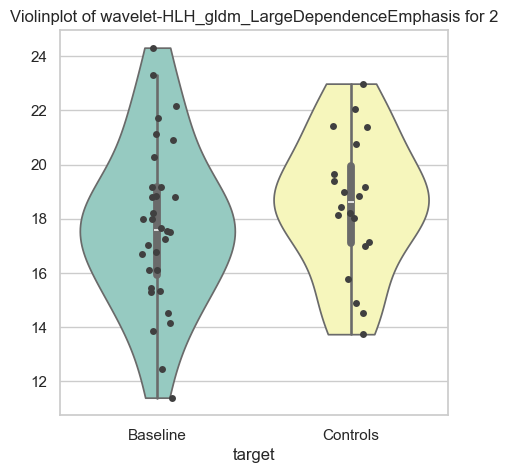 Violinplot of wavelet-HLH_gldm_LargeDependenceEmphasis for 2
24
22
20
18
16
14
12
Baseline Controls
target